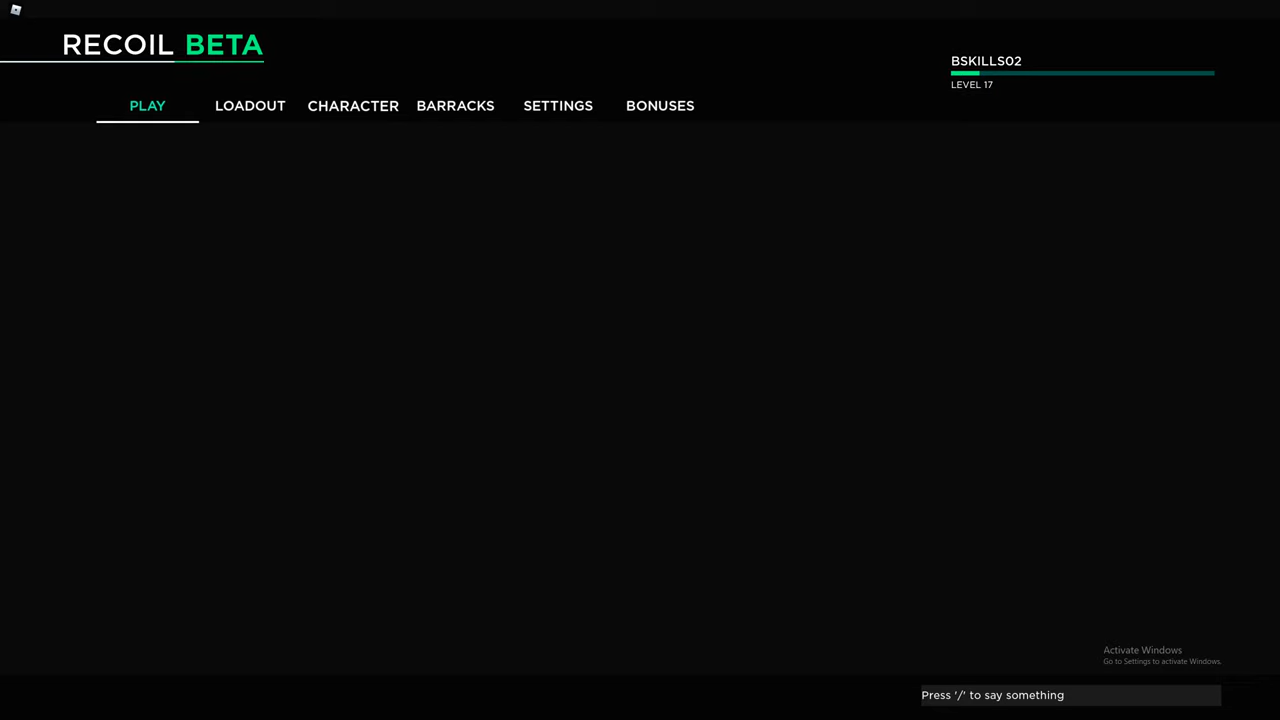 RECOIL BETA
BSKILLS02
LEVEL 17
PLAY LOADOUT CHARACTER BARRACKS SETTINGS BONUSES
Activate Windows
Go to Settings to activate Windows.
Press '/' to say something